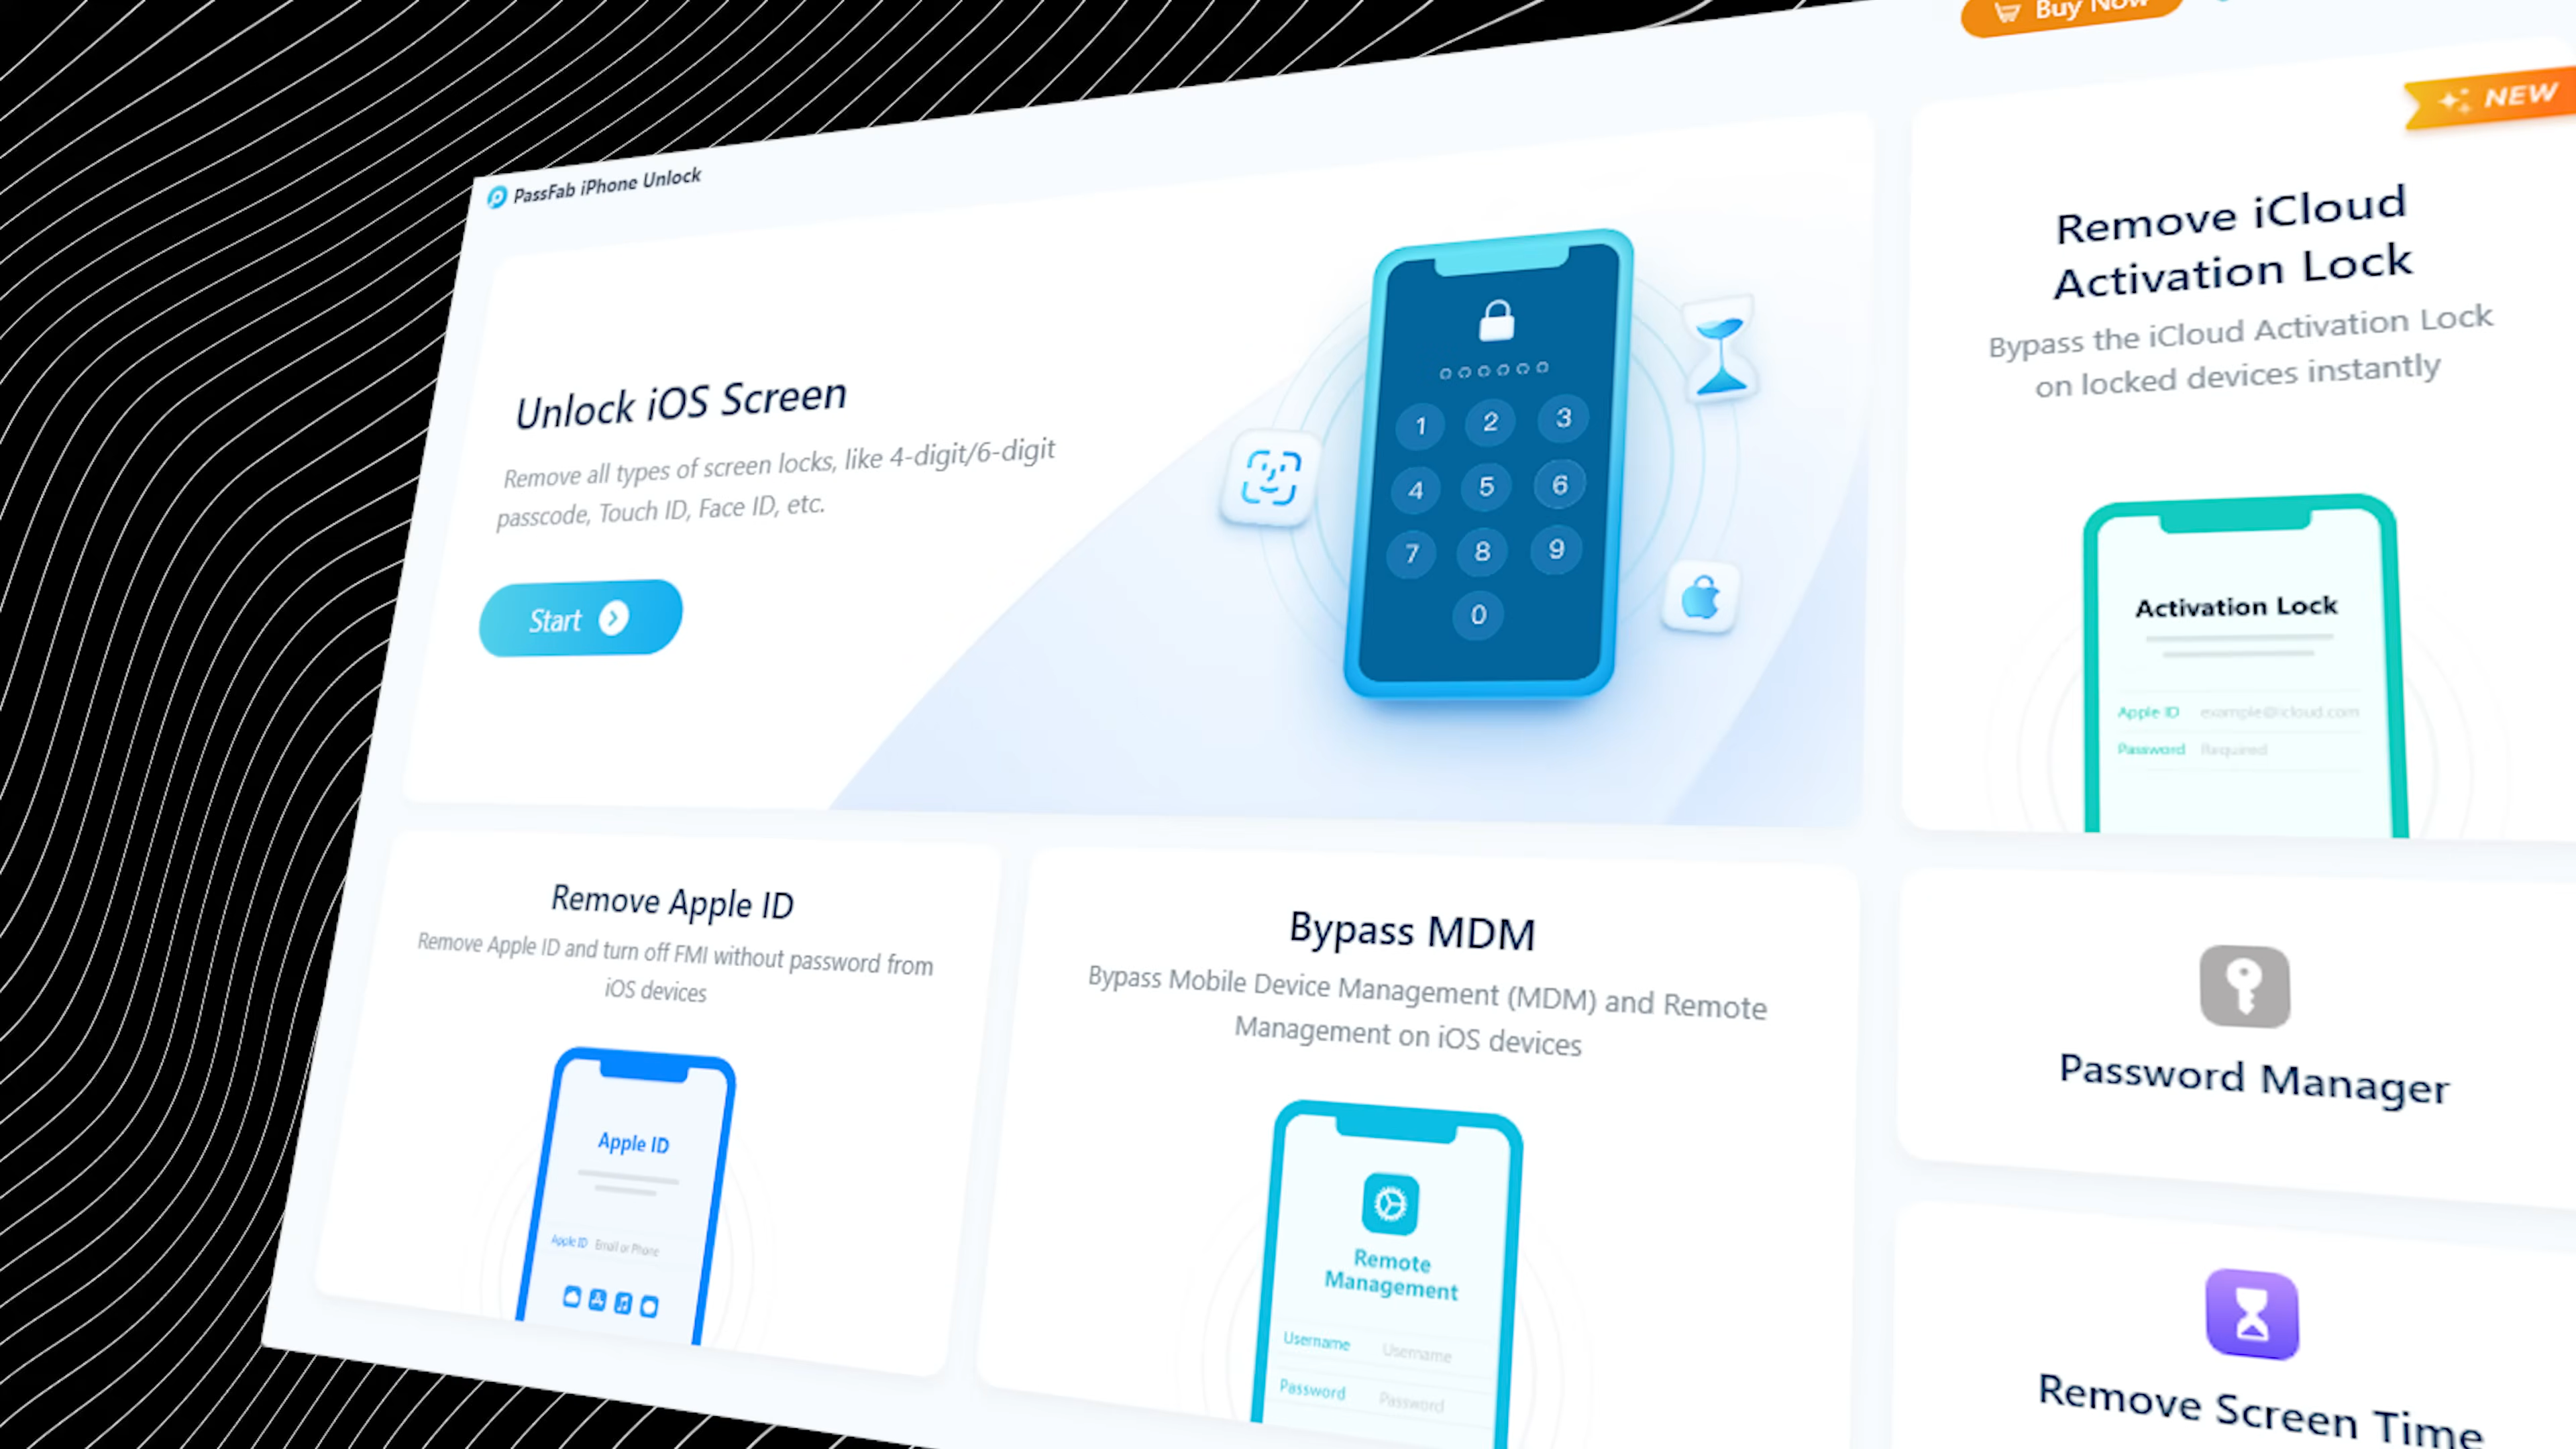 Buy Now
NEW
PassFab iPhone Unlock
Unlock iOS Screen
Remove all types of screen locks, like 4-digit/6-digit
passcode, Touch ID, Face ID, etc.
Start
1 2 3
4 5 6
7 8 9
0
Remove iCloud
Activation Lock
Bypass the iCloud Activation Lock
on locked devices instantly
Activation Lock
Apple ID example@icloud.com
Password Required
Remove Apple ID
Remove Apple ID and turn off FMI without password from
iOS devices
Apple ID
Apple ID Email or Phone
Bypass MDM
Bypass Mobile Device Management (MDM) and Remote
Management on iOS devices
Remote
Management
Username Username
Password Password
Password Manager
Remove Screen Time